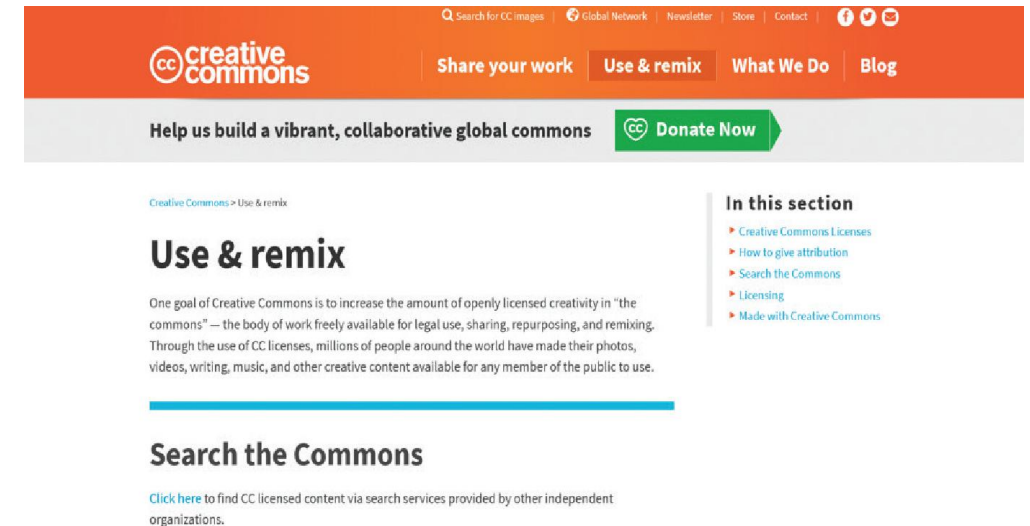 Search for CC images | Global Network | Newsletter | Store | Contact |
cc creative commons
Share your work | Use & remix | What We Do | Blog
Help us build a vibrant, collaborative global commons
cc Donate Now
Creative Commons > Use & remix
Use & remix
One goal of Creative Commons is to increase the amount of openly licensed creativity in "the
commons" — the body of work freely available for legal use, sharing, repurposing, and remixing.
Through the use of CC licenses, millions of people around the world have made their photos,
videos, writing, music, and other creative content available for any member of the public to use.
Search the Commons
Click here to find CC licensed content via search services provided by other independent
organizations.
In this section
Creative Commons Licenses
How to give attribution
Search the Commons
Licensing
Made with Creative Commons